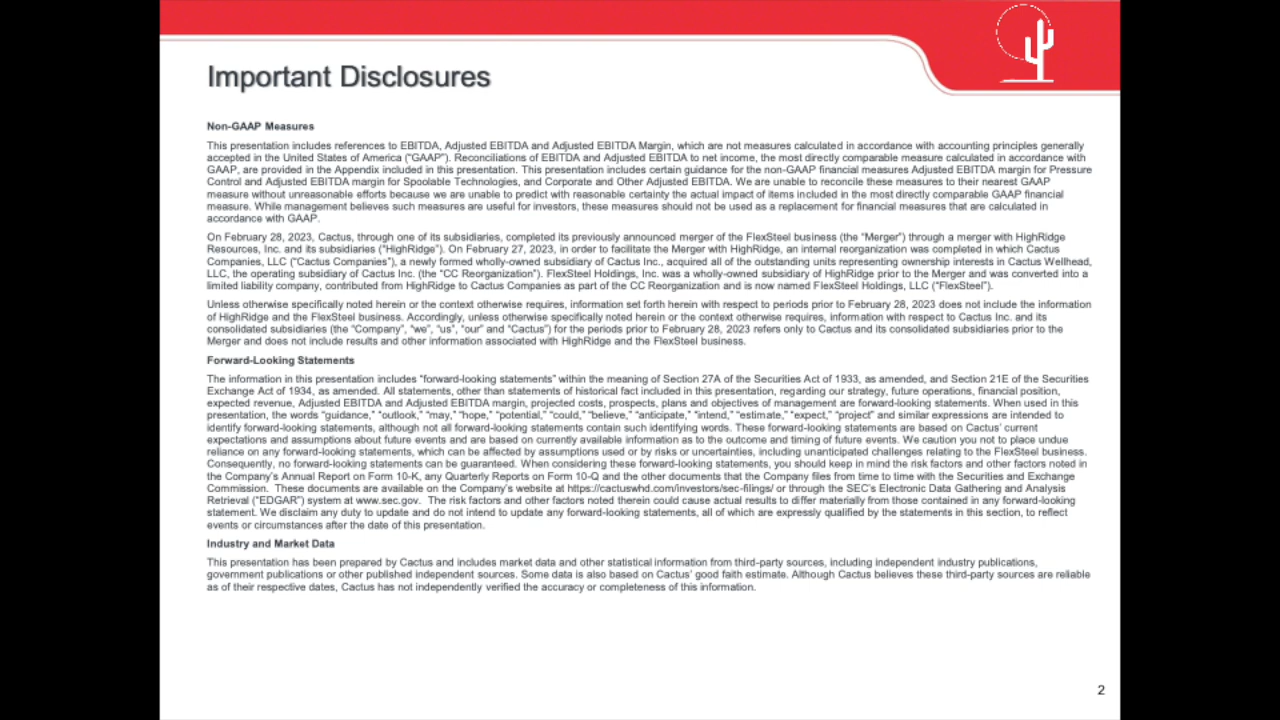 Important Disclosures
Non-GAAP Measures
This presentation includes references to EBITDA, Adjusted EBITDA and Adjusted EBITDA Margin, which are not measures calculated in accordance with accounting principles generally
accepted in the United States of America (“GAAP”). Reconciliations of EBITDA and Adjusted EBITDA to net income, the most directly comparable measure calculated in accordance with
GAAP, are provided in the Appendix included in this presentation. This presentation includes certain guidance for the non-GAAP financial measures Adjusted EBITDA margin for Pressure
Control and Adjusted EBITDA margin for Spoolable Technologies, and Corporate and Other Adjusted EBITDA. We are unable to reconcile these measures to their nearest GAAP
measure without unreasonable efforts because we are unable to predict with reasonable certainty the actual impact of items included in the most directly comparable GAAP financial
measure. While management believes such measures are useful for investors, these measures should not be used as a replacement for financial measures that are calculated in
accordance with GAAP.
On February 28, 2023, Cactus, through one of its subsidiaries, completed its previously announced merger of the FlexSteel business (the “Merger”) through a merger with HighRidge
Resources, Inc. and its subsidiaries (“HighRidge”). On February 27, 2023, in order to facilitate the Merger with HighRidge, an internal reorganization was completed in which Cactus
Companies, LLC (“Cactus Companies”), a newly formed wholly-owned subsidiary of Cactus Inc., acquired all of the outstanding units representing ownership interests in Cactus Wellhead,
LLC, the operating subsidiary of Cactus Inc. (the “CC Reorganization”). FlexSteel Holdings, Inc. was a wholly-owned subsidiary of HighRidge prior to the Merger and was converted into a
limited liability company, contributed from HighRidge to Cactus Companies as part of the CC Reorganization and is now named FlexSteel Holdings, LLC (“FlexSteel”).
Unless otherwise specifically noted herein or the context otherwise requires, information set forth herein with respect to periods prior to February 28, 2023 does not include the information
of HighRidge and the FlexSteel business. Accordingly, unless otherwise specifically noted herein or the context otherwise requires, information with respect to Cactus Inc. and its
consolidated subsidiaries (the “Company”, “we”, “us”, “our” and “Cactus”) for the periods prior to February 28, 2023 refers only to Cactus and its consolidated subsidiaries prior to the
Merger and does not include results and other information associated with HighRidge and the FlexSteel business.
Forward-Looking Statements
The information in this presentation includes “forward-looking statements” within the meaning of Section 27A of the Securities Act of 1933, as amended, and Section 21E of the Securities
Exchange Act of 1934, as amended. All statements, other than statements of historical fact included in this presentation, regarding our strategy, future operations, financial position,
expected revenue, Adjusted EBITDA and Adjusted EBITDA margin, projected costs, prospects, plans and objectives of management are forward-looking statements. When used in this
presentation, the words “guidance,” “outlook,” “may,” “hope,” “potential,” “could,” “believe,” “anticipate,” “intend,” “estimate,” “expect,” “project” and similar expressions are intended to
identify forward-looking statements, although not all forward-looking statements contain such identifying words. These forward-looking statements are based on Cactus’ current
expectations and assumptions about future events and are based on currently available information as to the outcome and timing of future events. We caution you not to place undue
reliance on any forward-looking statements, which can be affected by assumptions used or by risks or uncertainties, including unanticipated challenges relating to the FlexSteel business.
Consequently, no forward-looking statements can be guaranteed. When considering these forward-looking statements, you should keep in mind the risk factors and other factors noted in
the Company’s Annual Report on Form 10-K, any Quarterly Reports on Form 10-Q and the other documents that the Company files from time to time with the Securities and Exchange
Commission. These documents are available on the Company’s website at https://cactuswhd.com/investors/sec-filings/ or through the SEC’s Electronic Data Gathering and Analysis
Retrieval (“EDGAR”) system at www.sec.gov. The risk factors and other factors noted therein could cause actual results to differ materially from those contained in any forward-looking
statement. We disclaim any duty to update and do not intend to update any forward-looking statements, all of which are expressly qualified by the statements in this section, to reflect
events or circumstances after the date of this presentation.
Industry and Market Data
This presentation has been prepared by Cactus and includes market data and other statistical information from third-party sources, including independent industry publications,
government publications or other published independent sources. Some data is also based on Cactus’ good faith estimate. Although Cactus believes these third-party sources are reliable
as of their respective dates, Cactus has not independently verified the accuracy or completeness of this information.
2